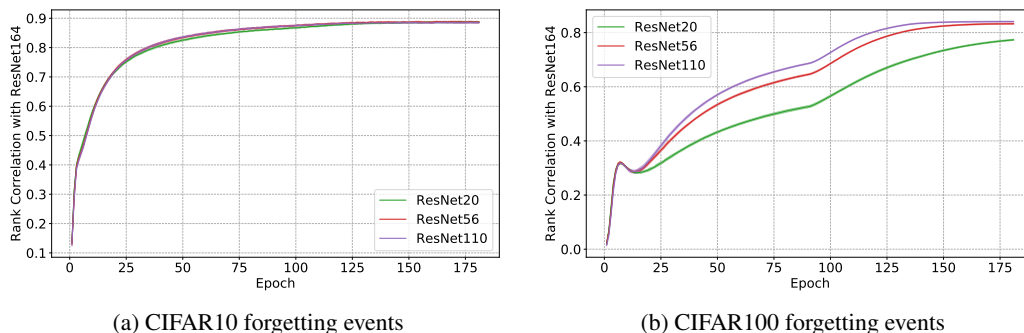 Rank Correlation with ResNet164
0.9
0.8
0.7
0.6
0.5
0.4
0.3
0.2
0.1
0
25
50
75
100
125
150
175
Epoch
ResNet20
ResNet56
ResNet110
(a) CIFAR10 forgetting events
Rank Correlation with ResNet164
0.8
0.6
0.4
0.2
0.0
0
25
50
75
100
125
150
175
Epoch
ResNet20
ResNet56
ResNet110
(b) CIFAR100 forgetting events